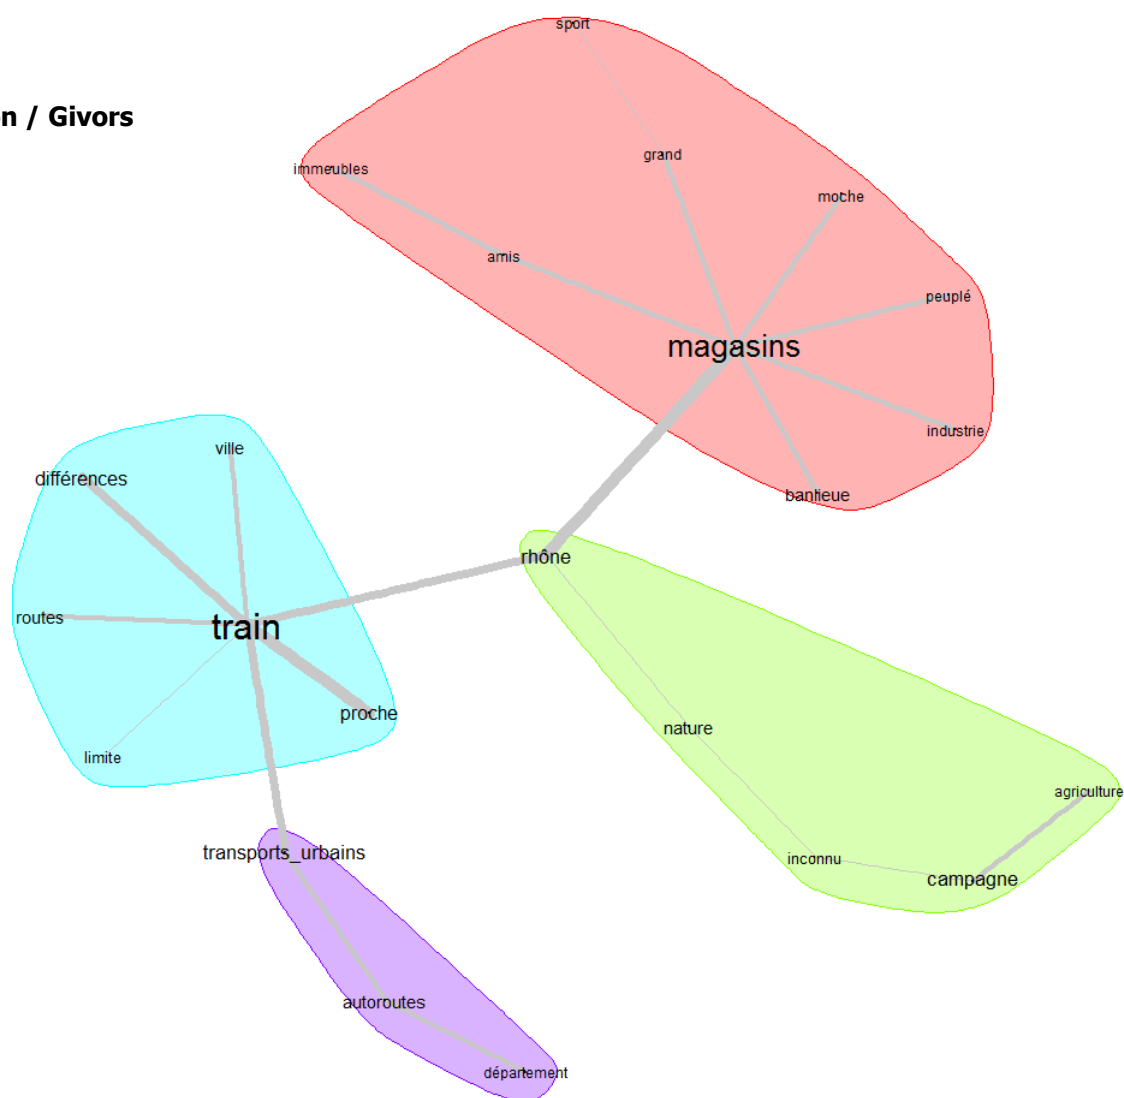 sport
n / Givors
grand
immeubles
moche
amis
peuplé
magasins
industrie
ville
différences
banlieue
rhône
routes
train
proche
nature
limite
agriculture
transports_urbains
inconnu
campagne
autoroutes
département